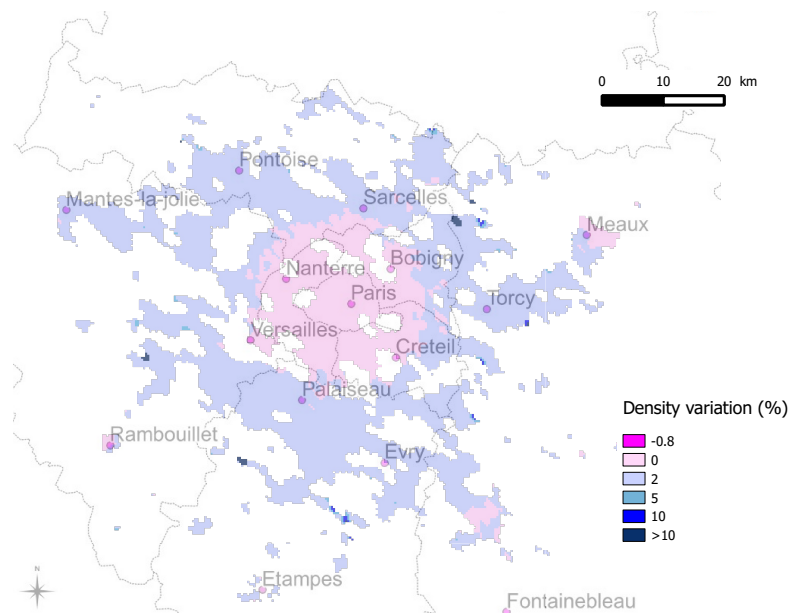 0 10 20 km
Pontoise
Mantes-la-jolie
Sarcelles
Meaux
Bobigny
Nanterre
Paris
Torcy
Versailles
Creteil
Palaiseau
Density variation (%)
Rambouillet
-0.8
Evry
0
2
5
10
>10
N
Etampes
Fontainebleau